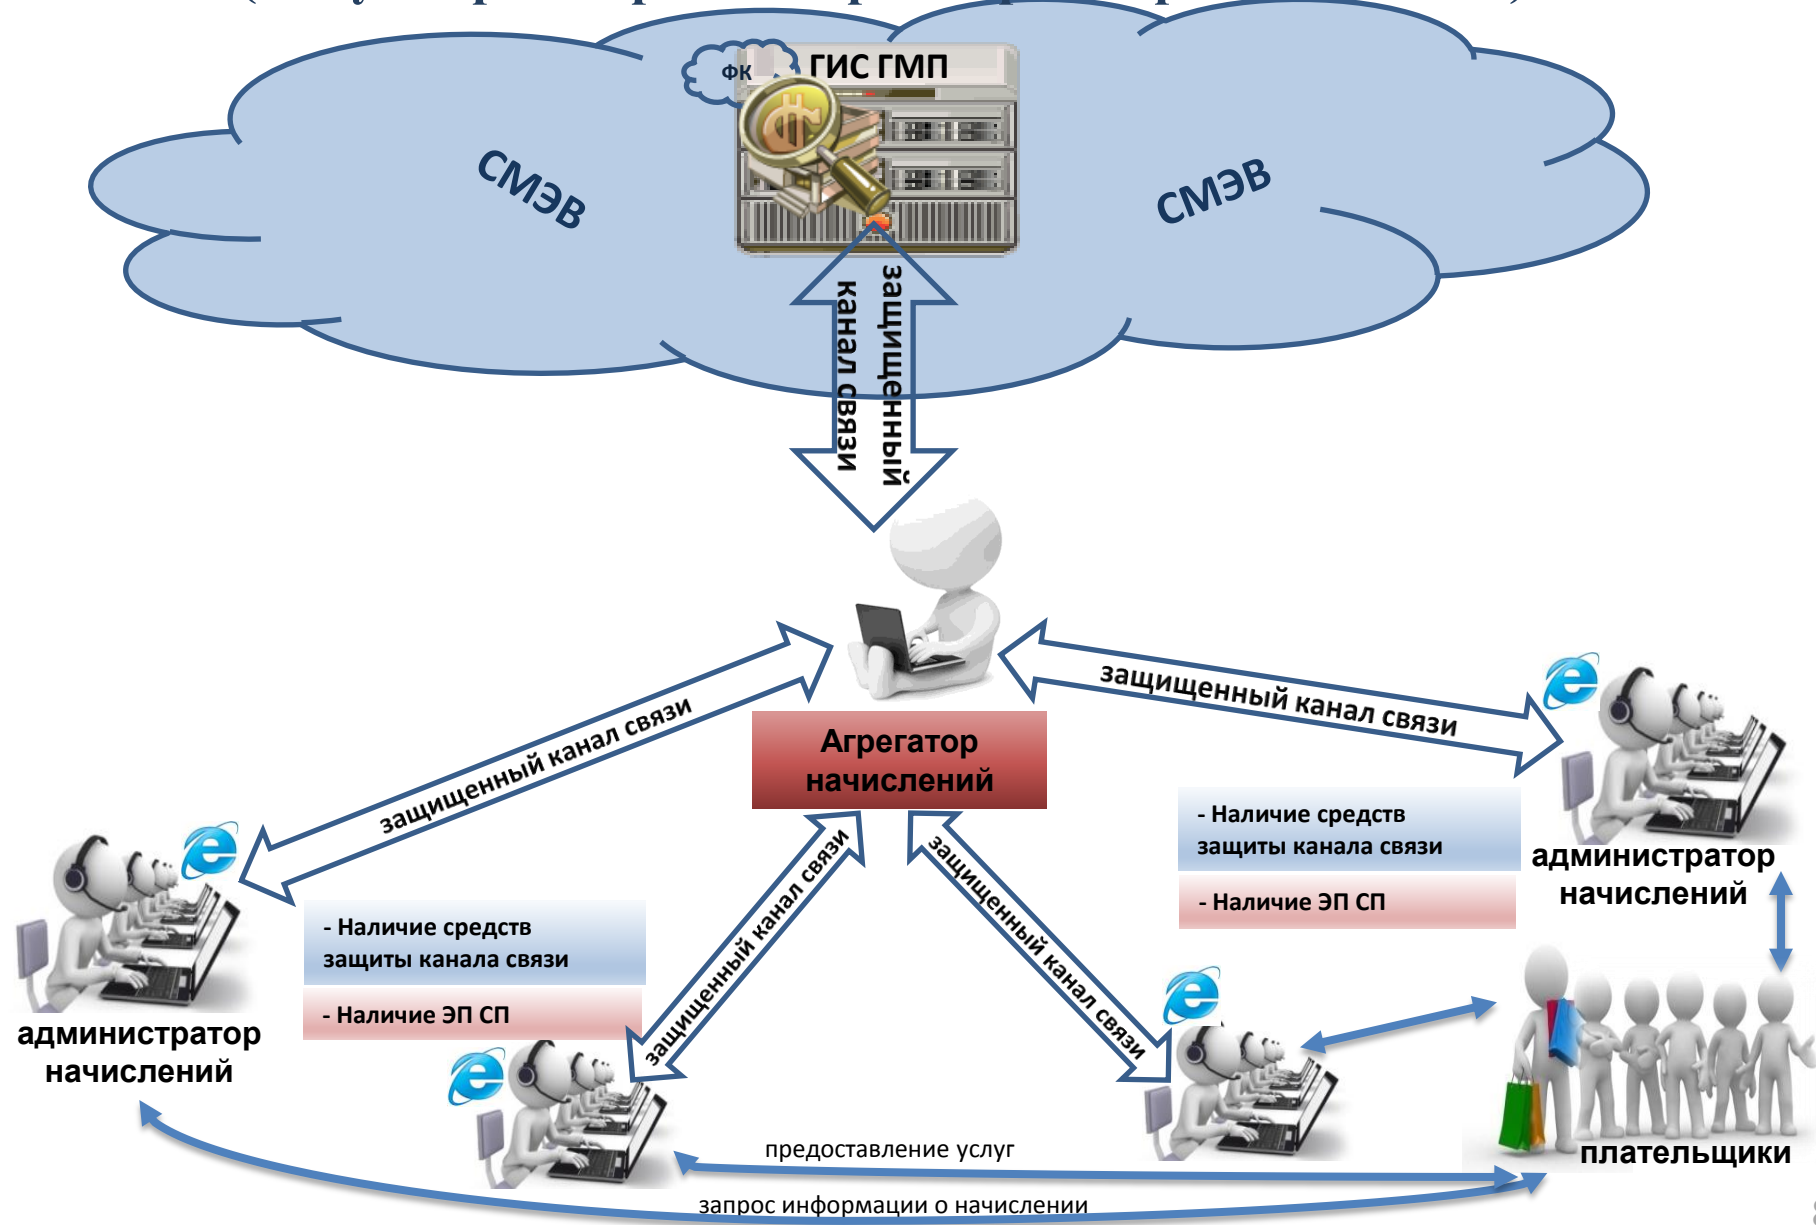 ФК
ГИС ГМП
СМЭВ
СМЭВ
защищенный
канал связи
защищенный канал связи
защищенный канал связи
Агрегатор
начислений
- Наличие средств
защиты канала связи
- Наличие ЭП СП
администратор
начислений
защищенный канал связи
защищенный канал связи
- Наличие средств
защиты канала связи
- Наличие ЭП СП
администратор
начислений
предоставление услуг
плательщики
запрос информации о начислении